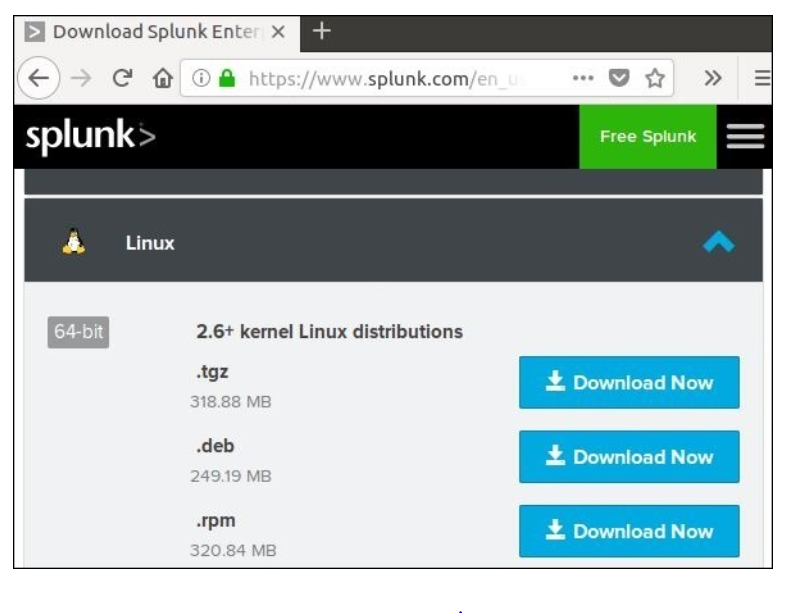 Download Splunk Enter
https://www.splunk.com/en_u
splunk>
Free Splunk
Linux
64-bit
2.6+ kernel Linux distributions
.tgz
318.88 MB
Download Now
.deb
249.19 MB
Download Now
.rpm
320.84 MB
Download Now